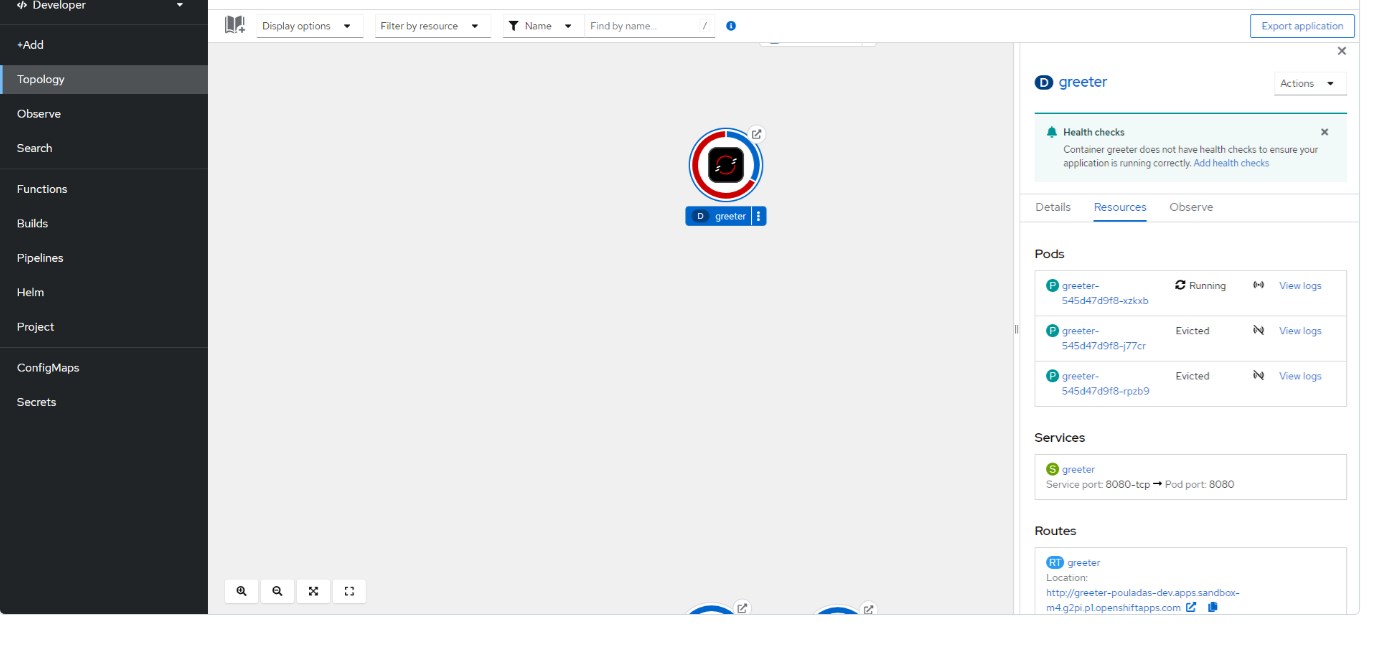 Developer
+Add
Topology
Observe
Search
Functions
Builds
Pipelines
Helm
Project
ConfigMaps
Secrets
Display options
Filter by resource
Name
Find by name...
/
Export application
D greeter
D greeter
Actions
Health checks
Container greeter does not have health checks to ensure your
application is running correctly. Add health checks
Details Resources Observe
Pods
P greeter-
545d47d9f8-xzkxb
Running
View logs
P greeter-
545d47d9f8-j77cr
Evicted
View logs
P greeter-
545d47d9f8-rpzb9
Evicted
View logs
Services
S greeter
Service port: 8080-tcp → Pod port: 8080
Routes
RT greeter
Location:
http://greeter-pouladas-dev.apps.sandbox-
m4.g2pi.p1.openshiftapps.com